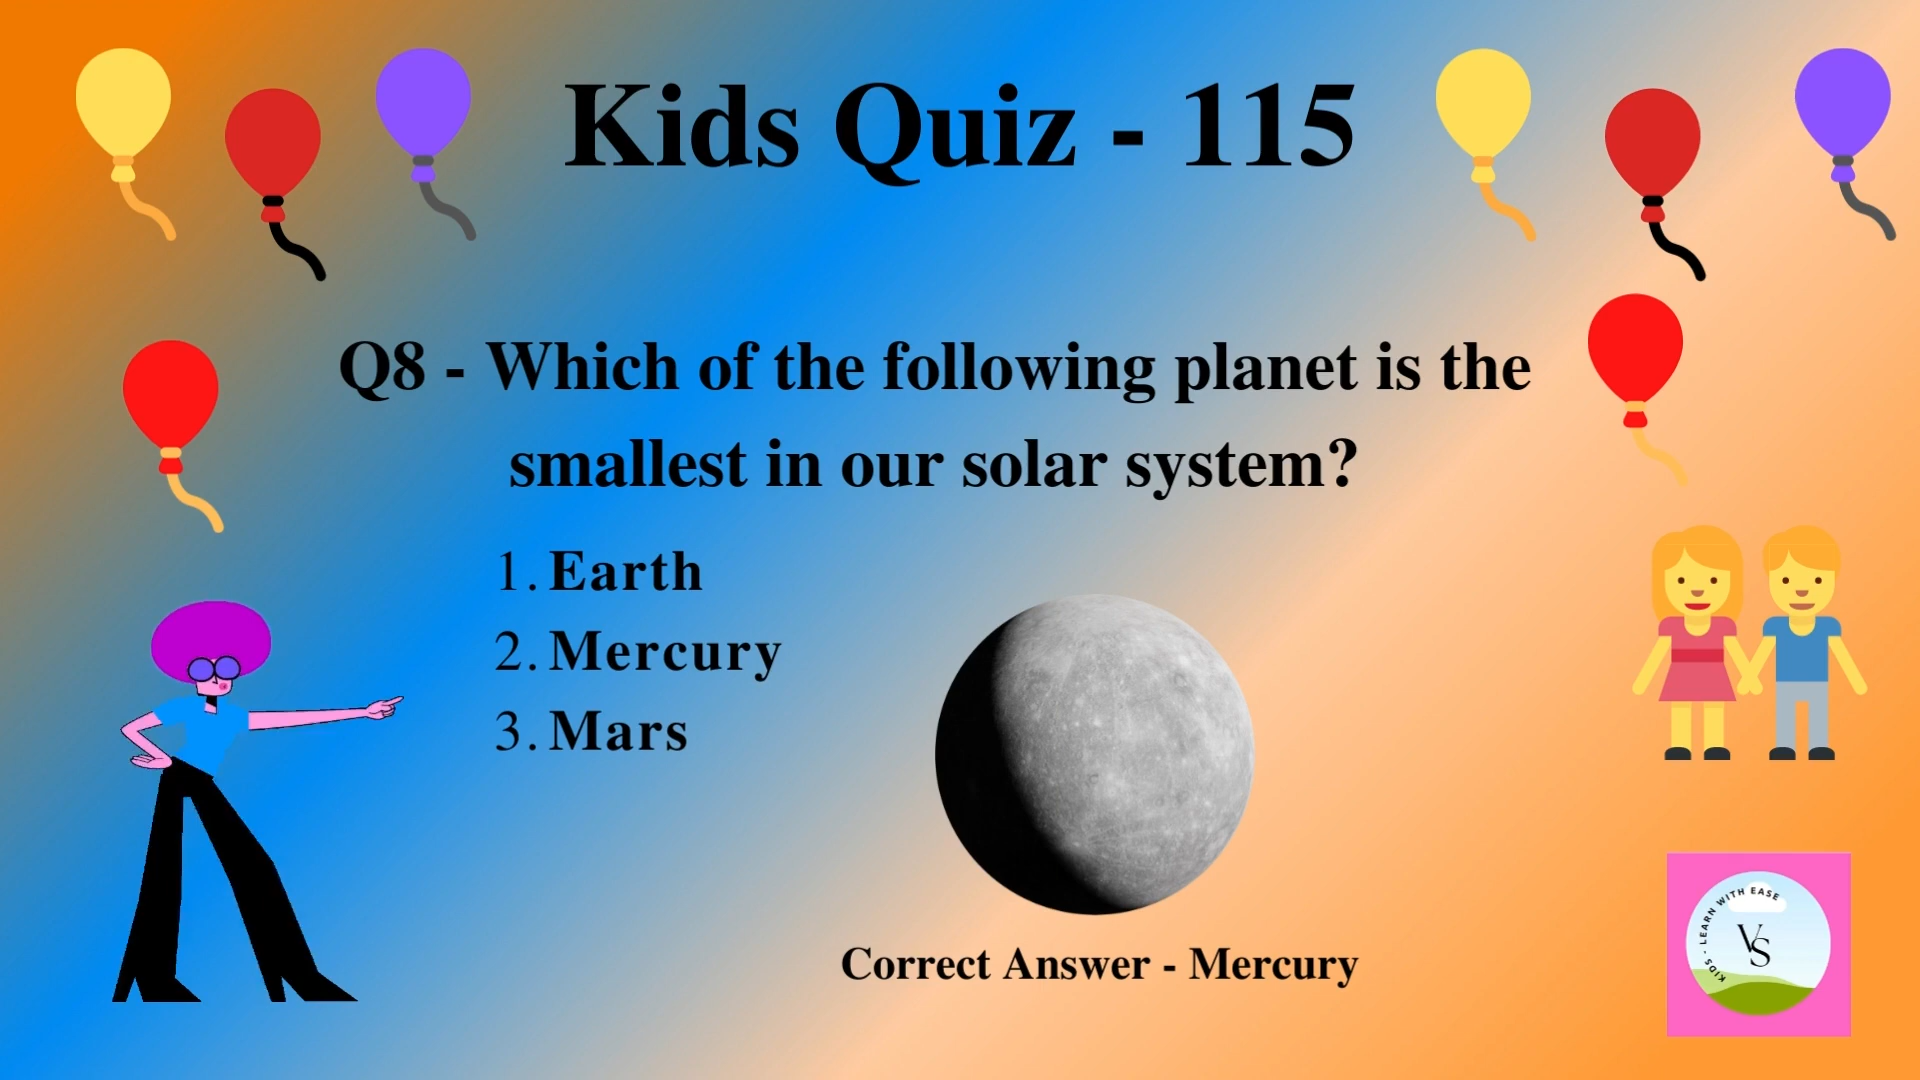 Kids Quiz - 115
Q8 - Which of the following planet is the
smallest in our solar system?
1. Earth
2. Mercury
3. Mars
Correct Answer - Mercury
KIDS - LEARN WITH EASE
VS